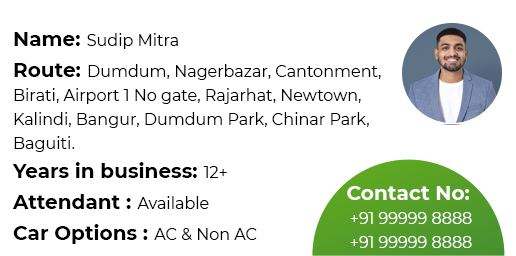 Name: Sudip Mitra
Route: Dumdum, Nagerbazar, Cantonment,
Birati, Airport 1 No gate, Rajarhat, Newtown,
Kalindi, Bangur, Dumdum Park, Chinar Park,
Baguiti.
Years in business: 12+
Attendant : Available
Car Options : AC & Non AC
Contact No:
+91 99999 8888
+91 99999 8888